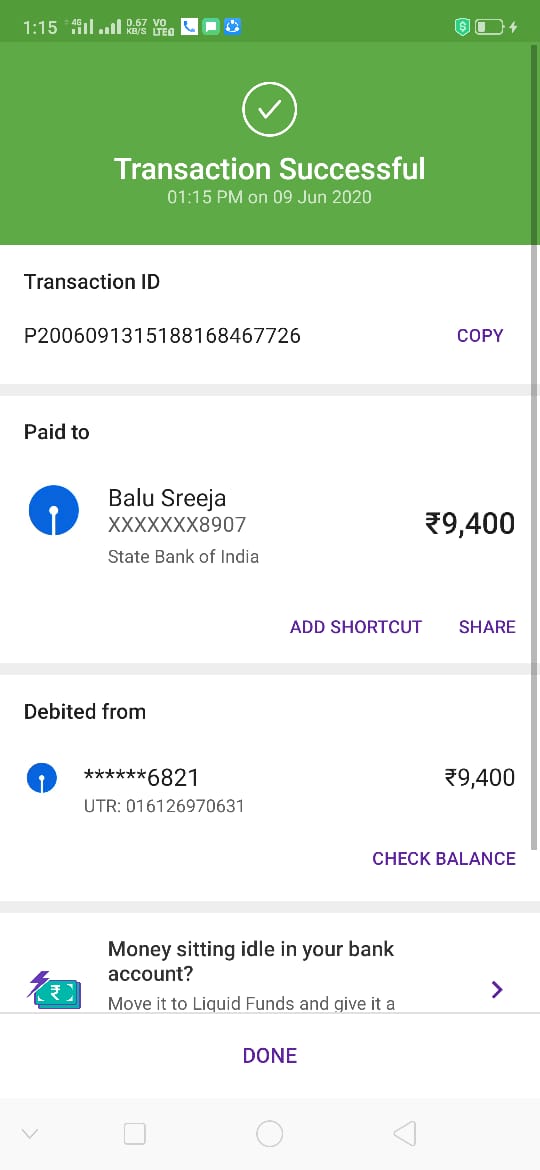 1:15 4G 0.67 KB/S VO LTE
Transaction Successful
01:15 PM on 09 Jun 2020
Transaction ID
P2006091315188168467726 COPY
Paid to
Balu Sreeja
XXXXXXX8907 ₹9,400
State Bank of India
ADD SHORTCUT SHARE
Debited from
******6821 ₹9,400
UTR: 016126970631
CHECK BALANCE
Money sitting idle in your bank
account?
Move it to Liquid Funds and give it a
DONE